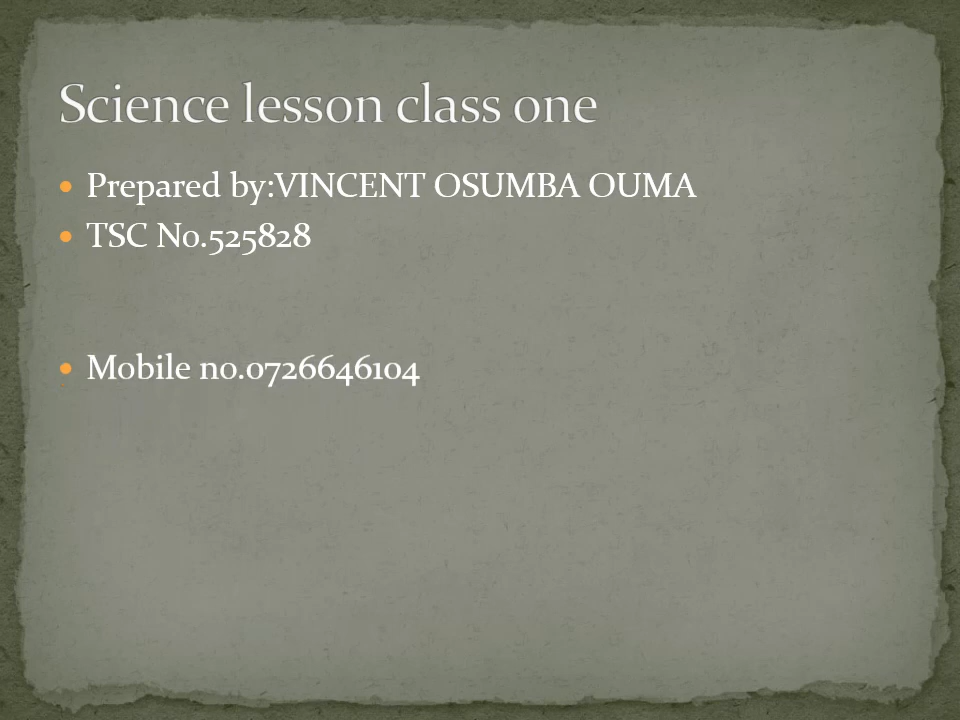 Science lesson class one
• Prepared by:VINCENT OSUMBA OUMA
• TSC No.525828
• Mobile no.0726646104